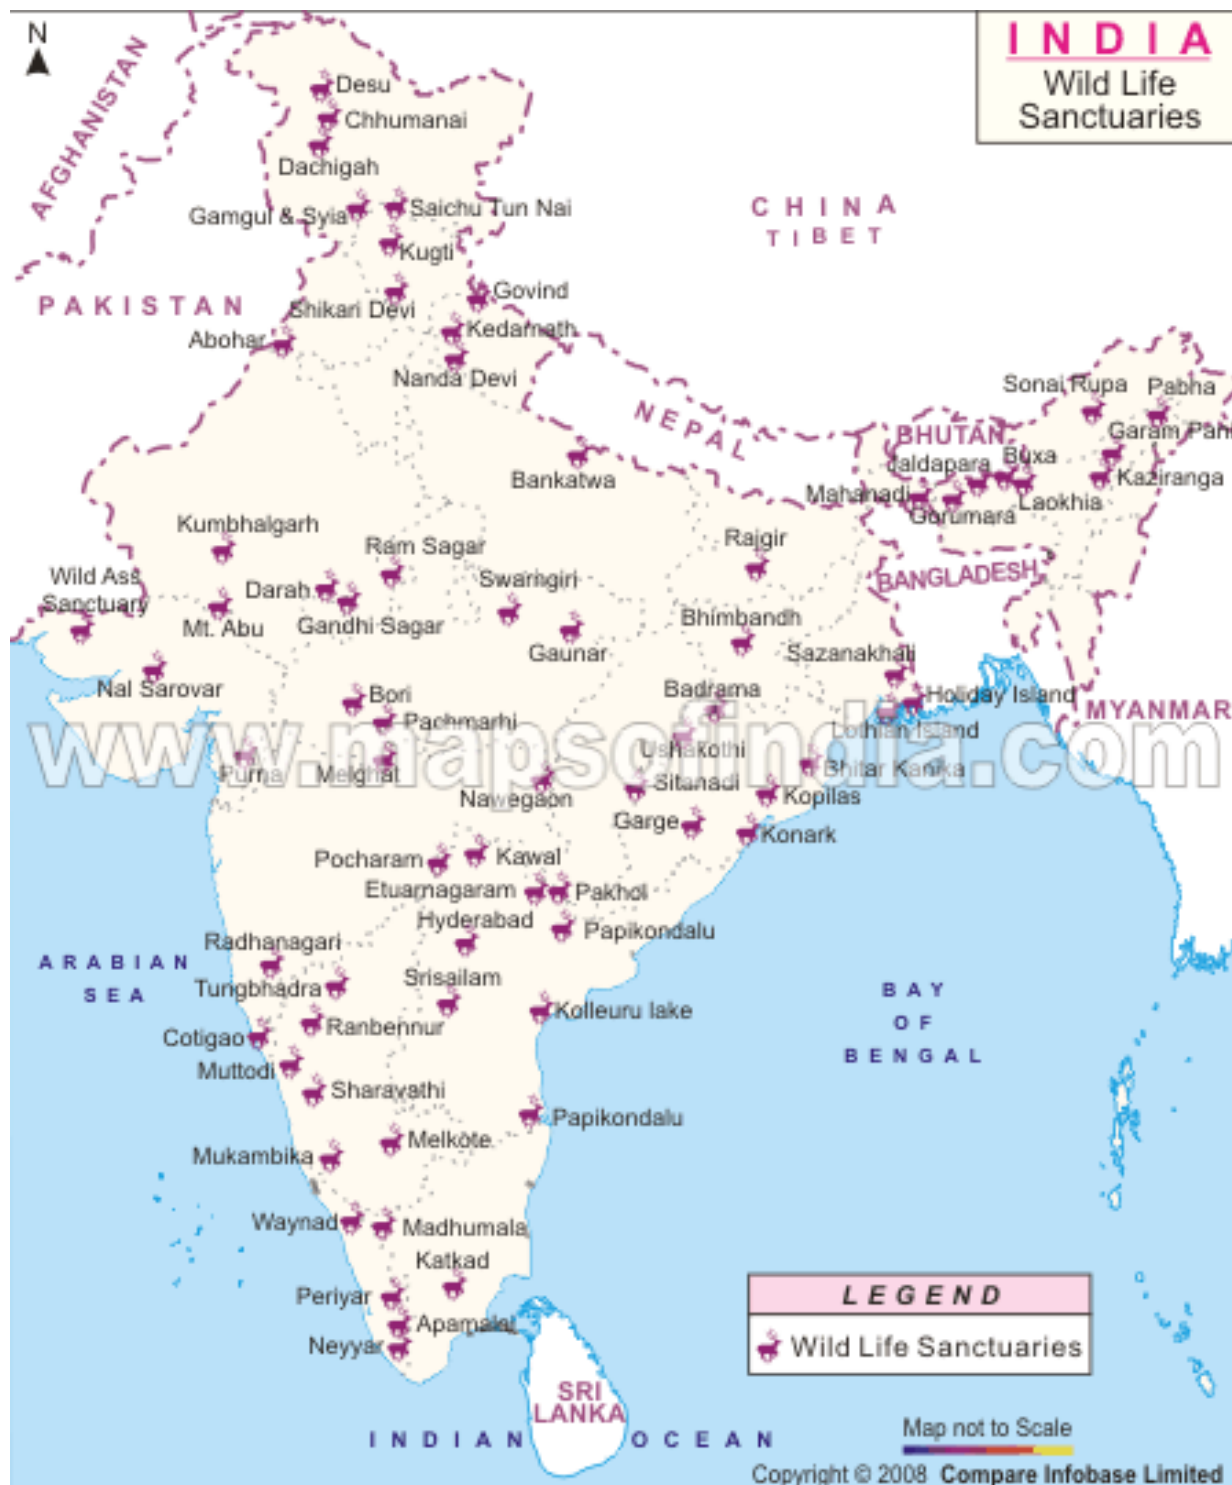 N
INDIA
Wild Life
Sanctuaries
AFGHANISTAN
Desu
Chhumanai
Dachigah
CHINA
TIBET
Gamgul & Syia
Saichu Tun Nai
Kugti
PAKISTAN
Shikari Devi
Govind
Abohar
Kedarnath
Nanda Devi
NEPAL
Sonai Rupa
Pabha
BHUTAN
Garam Pani
Bankatwa
Jaldapara
Buxa
Kaziranga
Mahanadi
Gorumara
Laokhia
Kumbhalgarh
Ram Sagar
Rajgir
Wild Ass
Sanctuary
Darah
Swarngiri
BANGLADESH
Mt. Abu
Gandhi Sagar
Gaunar
Bhimbandh
Sazanakhali
Nal Sarovar
Bori
Badrama
Holiday Island
Pachmarhi
Lothian Island
MYANMAR
www.mapsofindia.com
Purna
Melghat
Ushakothi
Bhitar Kanika
Nawegaon
Sitanadi
Kopilas
Garge
Konark
Pocharam
Kawal
Etuarnagaram
Pakhol
Hyderabad
Papikondalu
Radhanagari
ARABIAN
SEA
Tungbhadra
Srisailam
BAY
OF
BENGAL
Ranbennur
Kolleuru lake
Cotigao
Muttodi
Sharavathi
Papikondalu
Melkote
Mukambika
Waynad
Madhumala
Katkad
Periyar
Apamalai
Neyyar
LEGEND
Wild Life Sanctuaries
SRI
LANKA
INDIAN OCEAN
Map not to Scale
Copyright © 2008 Compare Infobase Limited